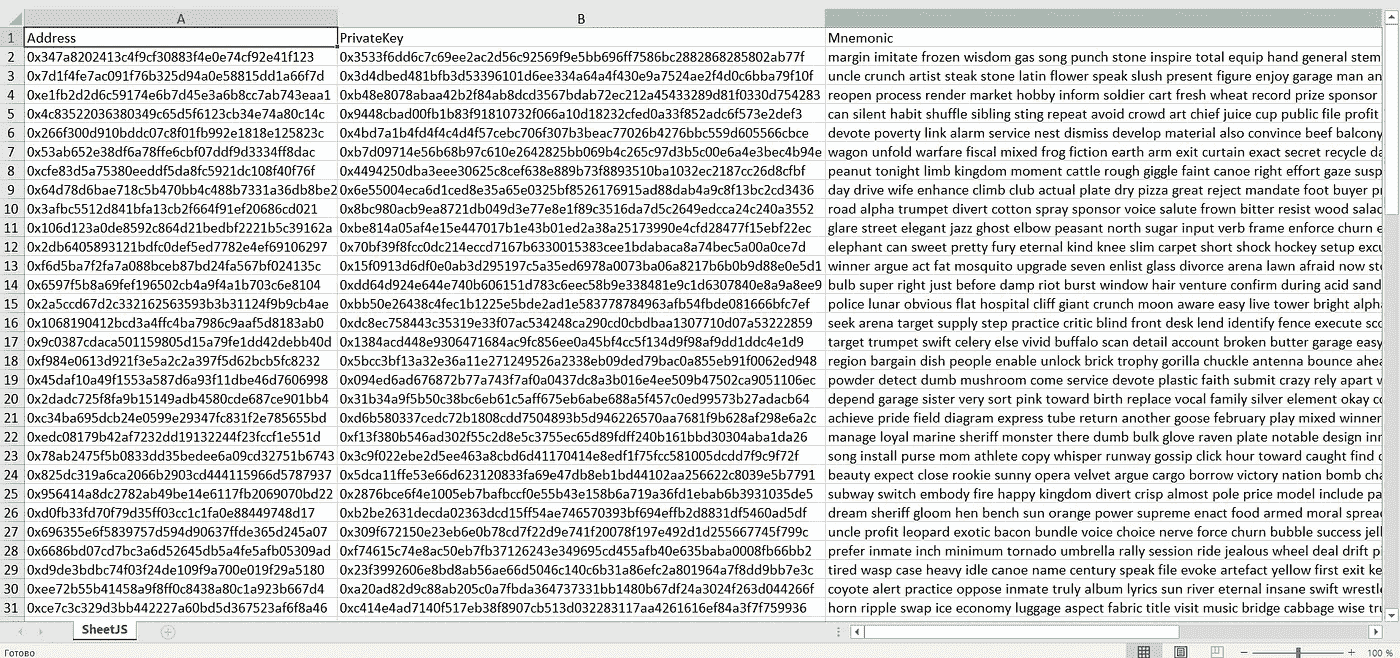 A B
1 Address PrivateKey Mnemonic
2 0x347a8202413c4f9cf30883f4e0e74cf92e41f123 0x3533f6dd6c7c69ee2ac2d56c92569f9e5bb696ff7586bc2882868285802ab77f margin imitate frozen wisdom gas song punch stone inspire total equip hand general stem
3 0x7d1f4fe7ac091f76b325d94a0e58815dd1a66f7d 0x3d4dbed481bfb3d53396101d6ee334a64a4f430e9a7524ae2f4d0c6bba79f10f uncle crunch artist steak stone latin flower speak slush present figure enjoy garage man an
4 0xe1fb2d2d6c59174e6b7d45e3a6b8cc7ab743eaa1 0xb48e8078abaa42b2f84ab8dcd3567bdab72ec212a45433289d81f0330d754283 reopen process render market hobby inform soldier cart fresh wheat record prize sponsor
5 0x4c83522036380349c65d5f6123cb34e74a80c14c 0x9448cbad00fb1b83f91810732f066a10d18232cfed0a33f852adc6f573e2def3 can silent habit shuffle sibling sting repeat avoid crowd art chief juice cup public file profit
6 0x266f300d910bddc07c8f01fb992e1818e125823c 0x4bd7a1b4fd4f4c4d4f57cebc706f307b3beac77026b4276bbc559d605566cbce devote poverty link alarm service nest dismiss develop material also convince beef balcony
7 0x53ab652e38df6a78ffe6cbf07ddf9d3334ff8dac 0xb7d09714e56b68b97c610e2642825bb069b4c265c97d3b5c00e6a4e3bec4b94e wagon unfold warfare fiscal mixed frog fiction earth arm exit curtain exact secret recycle da
8 0xcfe83d5a75380eeddf5da8fc5921dc108f40f76f 0x4494250dba3eee30625c8cef638e889b73f8893510ba1032ec2187cc26d8cfbf peanut tonight limb kingdom moment cattle rough giggle faint canoe right effort gaze susp
9 0x64d78d6bae718c5b470bb4c488b7331a36db8be2 0x6e55004eca6d1ced8e35a65e0325bf8526176915ad88dab4a9c8f13bc2cd3436 day drive wife enhance climb club actual plate dry pizza great reject mandate foot buyer pr
10 0x3afbc5512d841bfa13cb2f664f91ef20686cd021 0x8bc980acb9ea8721db049d3e77e8e1f89c3516da7d5c2649edcca24c240a3552 road alpha trumpet divert cotton spray sponsor voice salute frown bitter resist wood salad
11 0x106d123a0de8592c864d21bedbf2221b5c39162a 0xbe814a05af4e15e447017b1e43b01ed2a38a25173990e4cfd28477f15ebf22ec glare street elegant jazz ghost elbow peasant north sugar input verb frame enforce churn e
12 0x2db6405893121bdfc0def5ed7782e4ef69106297 0x70bf39f8fcc0dc214eccd7167b6330015383cee1bdabaca8a74bec5a00a0ce7d elephant can sweet pretty fury eternal kind knee slim carpet short shock hockey setup excu
13 0xf6d5ba7f2fa7a088bceb87bd24fa567bf024135c 0x15f0913d6df0e0ab3d295197c5a35ed6978a0073ba06a8217b6b0b9d88e0e5d1 winner argue act fat mosquito upgrade seven enlist glass divorce arena lawn afraid now sto
14 0x6597f5b8a69fef196502cb4a9f4a1b703c6e8104 0xdd64d924e644e740b606151d783c6eec58b9e338481e9c1d6307840e8a9a8ee9 bulb super right just before damp riot burst window hair venture confirm during acid sand
15 0x2a5ccd67d2c332162563593b3b31124f9b9cb4ae 0xbb50e26438c4fec1b1225e5bde2ad1e583778784963afb54fbde081666bfc7ef police lunar obvious flat hospital cliff giant crunch moon aware easy live tower bright alph
16 0x1068190412bcd3a4ffc4ba7986c9aaf5d8183ab0 0xdc8ec758443c35319e33f07ac534248ca290cd0cbdbaa1307710d07a53222859 seek arena target supply step practice critic blind front desk lend identify fence execute sco
17 0x9c0387cdaca501159805d15a79fe1dd42debb40d 0x1384acd448e9306471684ac9fc856ee0a45vivbf4cc5f134d9f98af9dd1ddc4e1d9 target trumpet swift celery else vivid buffalo scan detail account broken butter garage easy
18 0xf984e0613d921f3e5a2c2a397f5d62bcb5fc8232 0x5bcc3bf13a32e36a11e271249526a2338eb09ded79bac0a855eb91f0062ed948 region bargain dish people enable unlock brick trophy gorilla chuckle antenna bounce ahea
19 0x45daf10a49f1553a587d6a93f11dbe46d7606998 0x094ed6ad676872b77a743f7af0a0437dc8a3b016e4ee509b47502ca9051106ec powder detect dumb mushroom come service devote plastic faith submit crazy rely apart w
20 0x2dadc725f8fa9b15149adb4580cde687ce901bb4 0x31b34a9f5b50c38bc6eb61c5aff675eb6abe688a5f457c0ed99573b27adacb6a depend garage sister very sort pink toward birth replace vocal family silver element okay co
21 0xc34ba695dcb24e0599e29347fc831f2e785655bd 0xd6b580337cedc72b1808cdd7504893b5d946226570aa7681f9b628af298e6a2c achieve pride field diagram express tube return another goose february play mixed winner
22 0xedc08179b42af7232dd19132244f23fccf1e551d 0xf13f380b546ad302f55c2d8e5c3755ec65d89fdff240b161bbd30304aba1da26 manage loyal marine sheriff monster there dumb bulk glove raven plate notable design inn
23 0x78ab2475f5b0833dd35bedee6a09cd32751b6743 0x3c9f022ebe2d5ee463a8cbd6d41170414e8edf1f75fcc581005dcdd7f9c9f72f song install purse mom athlete copy whisper runway gossip click hour toward caught find c
24 0x825dc319a6ca2066b2903cd444115966d5787937 0x5dca11ffe53e66d623120833fa69e47db8eb1bd44102aa256622c8039e5b7791 beauty expect close rookie sunny opera velvet argue cargo borrow victory nation bomb cha
25 0x956414a8dc2782ab49be14e6117fb2069070bd22 0x2876bce6f4e1005eb7bafbccf0e55b43e158b6a719a36fd1ebab6b3931035de5 subway switch embody fire happy kingdom divert crisp almost pole price model include pa
26 0xd0fb33fd70f79d35ff03cc1c1fa0e88449748d17 0xb2be2631decda02363dcd15ff54ae746570393bf694effb2d8831df5460ad5df dream sheriff gloom hen bench sun orange power supreme enact food armed moral sprea
27 0x696355e6f5839757d594d90637ffde365d245a07 0x309f672150e23eb6e0b78cd7f22d9e741f20078f197e492d1d255667745f799c uncle profit leopard exotic bacon bundle voice choice nerve force churn bubble success jell
28 0x6686bd07cd7bc3a6d52645db5a4fe5afb05309ad 0xf74615c74e8ac50eb7fb37126243e349695cd455afb40e635baba0008fb66bb2 prefer inmate inch minimum tornado umbrella rally session ride jealous wheel deal drift p
29 0xd9de3bdbc74f03f24de109f9a700e019f29a5180 0x23f3992606e8bd8ab56ae66d5046c140c6b31a86efc2a801964a7f8dd9bb7e3c tired wasp case heavy idle canoe name century speak file evoke artefact yellow first exit ke
30 0xee72b55b41458a9f8ff0c8438a80c1a923b667d4 0xa20ad82d9c88ab205c0a7fbda364737331bb1480b67df24a3024f263d044266f coyote alert practice oppose inmate truly album lyrics sun river eternal insane swift wrestle
31 0xce7c3c329d3bb442227a60bd5d367523af6f8a46 0xc414e4ad7140f517eb38f8907cb513d032283117aa4261616ef84a3f7f759936 horn ripple swap ice economy luggage aspect fabric title visit music bridge cabbage wise tru
SheetJS
Готово 100 %